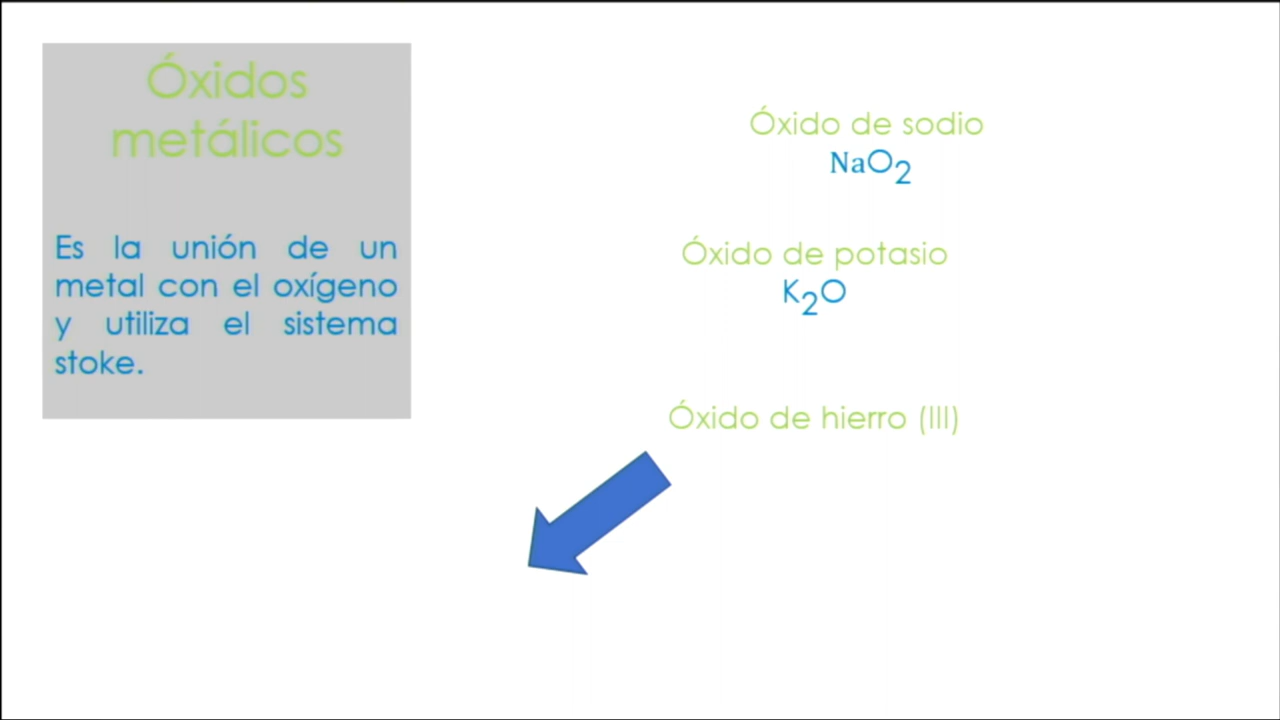 Óxidos
metálicos
Es la unión de un
metal con el oxígeno
y utiliza el sistema
stoke.
Óxido de sodio
NaO2
Óxido de potasio
K2O
Óxido de hierro (III)